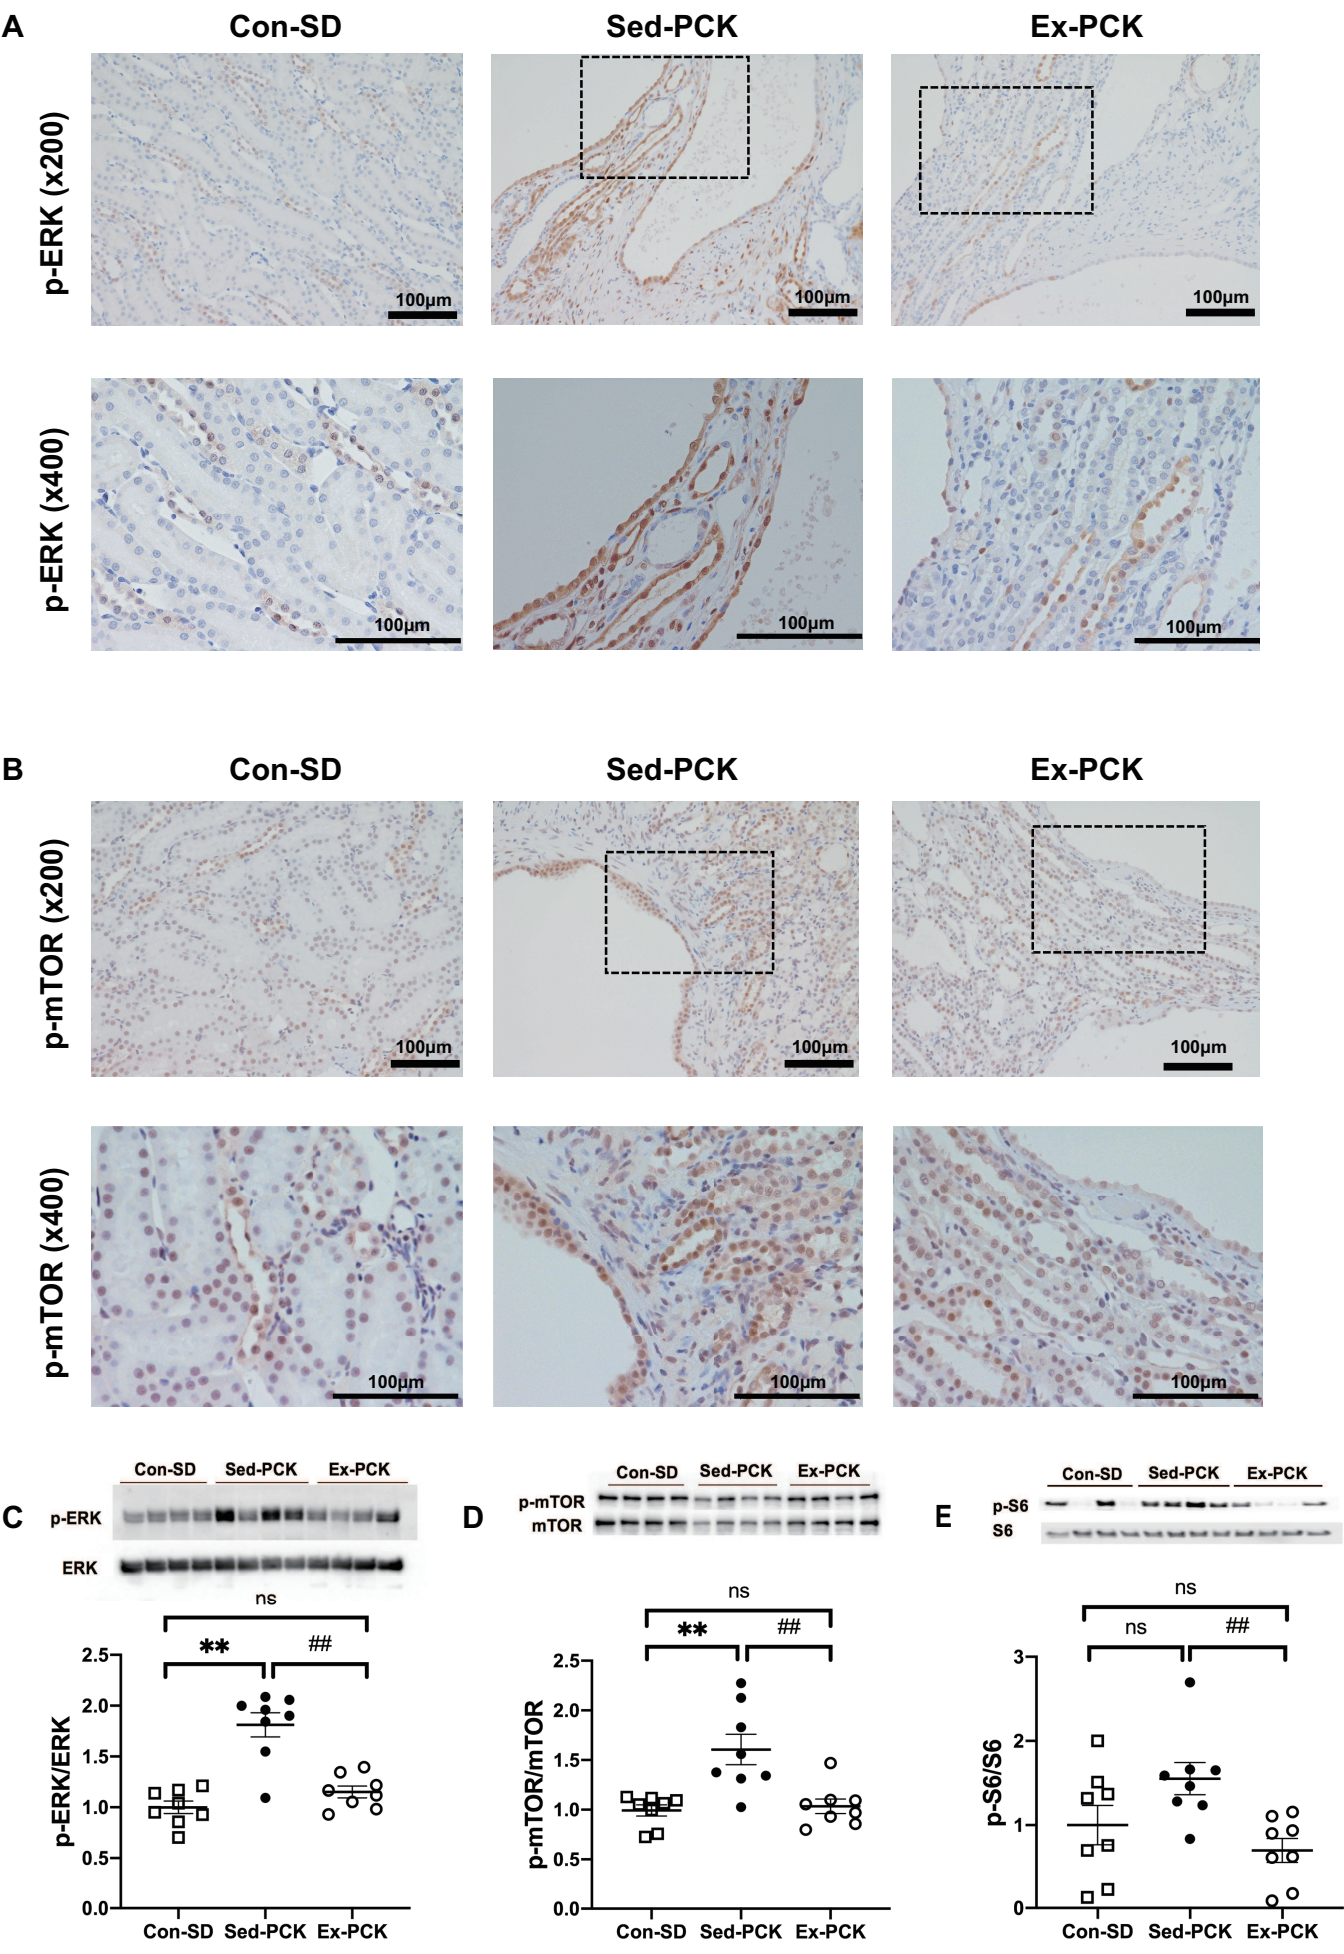 A
Con-SD Sed-PCK Ex-PCK
p-ERK (x200)
100µm 100µm 100µm
p-ERK (x400)
100µm 100µm 100µm
B
Con-SD Sed-PCK Ex-PCK
p-mTOR (x200)
100µm 100µm 100µm
p-mTOR (x400)
100µm 100µm 100µm
C
Con-SD Sed-PCK Ex-PCK
p-ERK
ERK
ns
** ##
p-ERK/ERK
2.5
2.0
1.5
1.0
0.5
0.0
Con-SD Sed-PCK Ex-PCK
D
Con-SD Sed-PCK Ex-PCK
p-mTOR
mTOR
ns
** ##
p-mTOR/mTOR
2.5
2.0
1.5
1.0
0.5
0.0
Con-SD Sed-PCK Ex-PCK
E
Con-SD Sed-PCK Ex-PCK
p-S6
S6
ns
ns ##
p-S6/S6
3
2
1
0
Con-SD Sed-PCK Ex-PCK